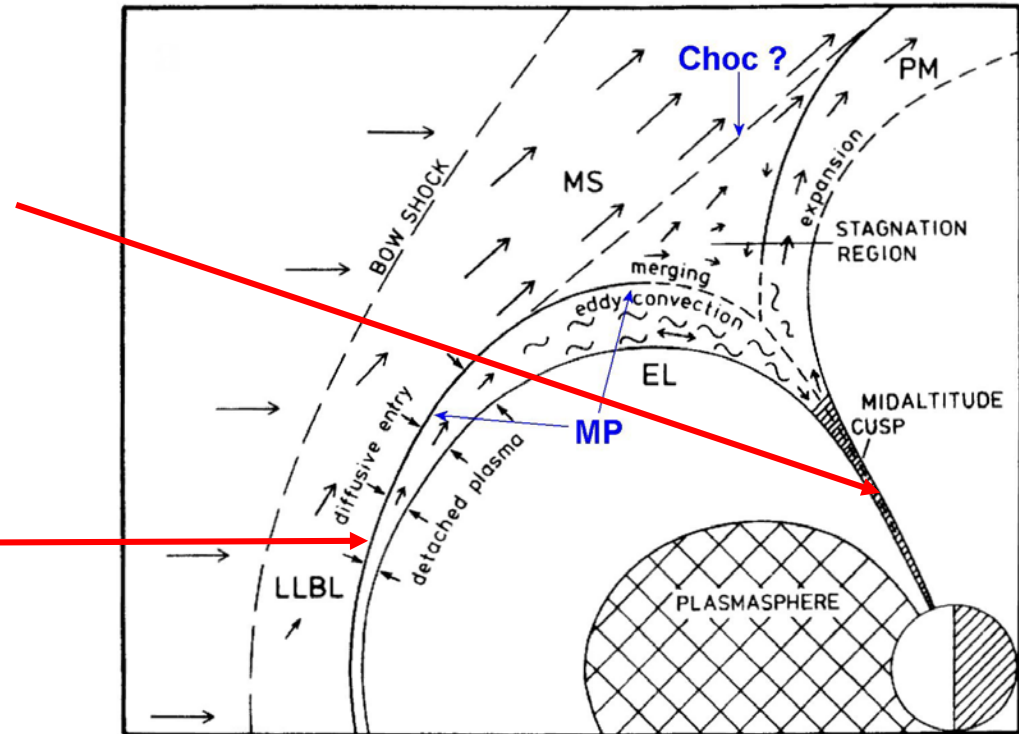 Choc ?
PM
BOW SHOCK
MS
expansion
STAGNATION
REGION
merging
eddy convection
EL
MIDALTITUDE
CUSP
MP
diffusive entry
detached plasma
LLBL
PLASMASPHERE